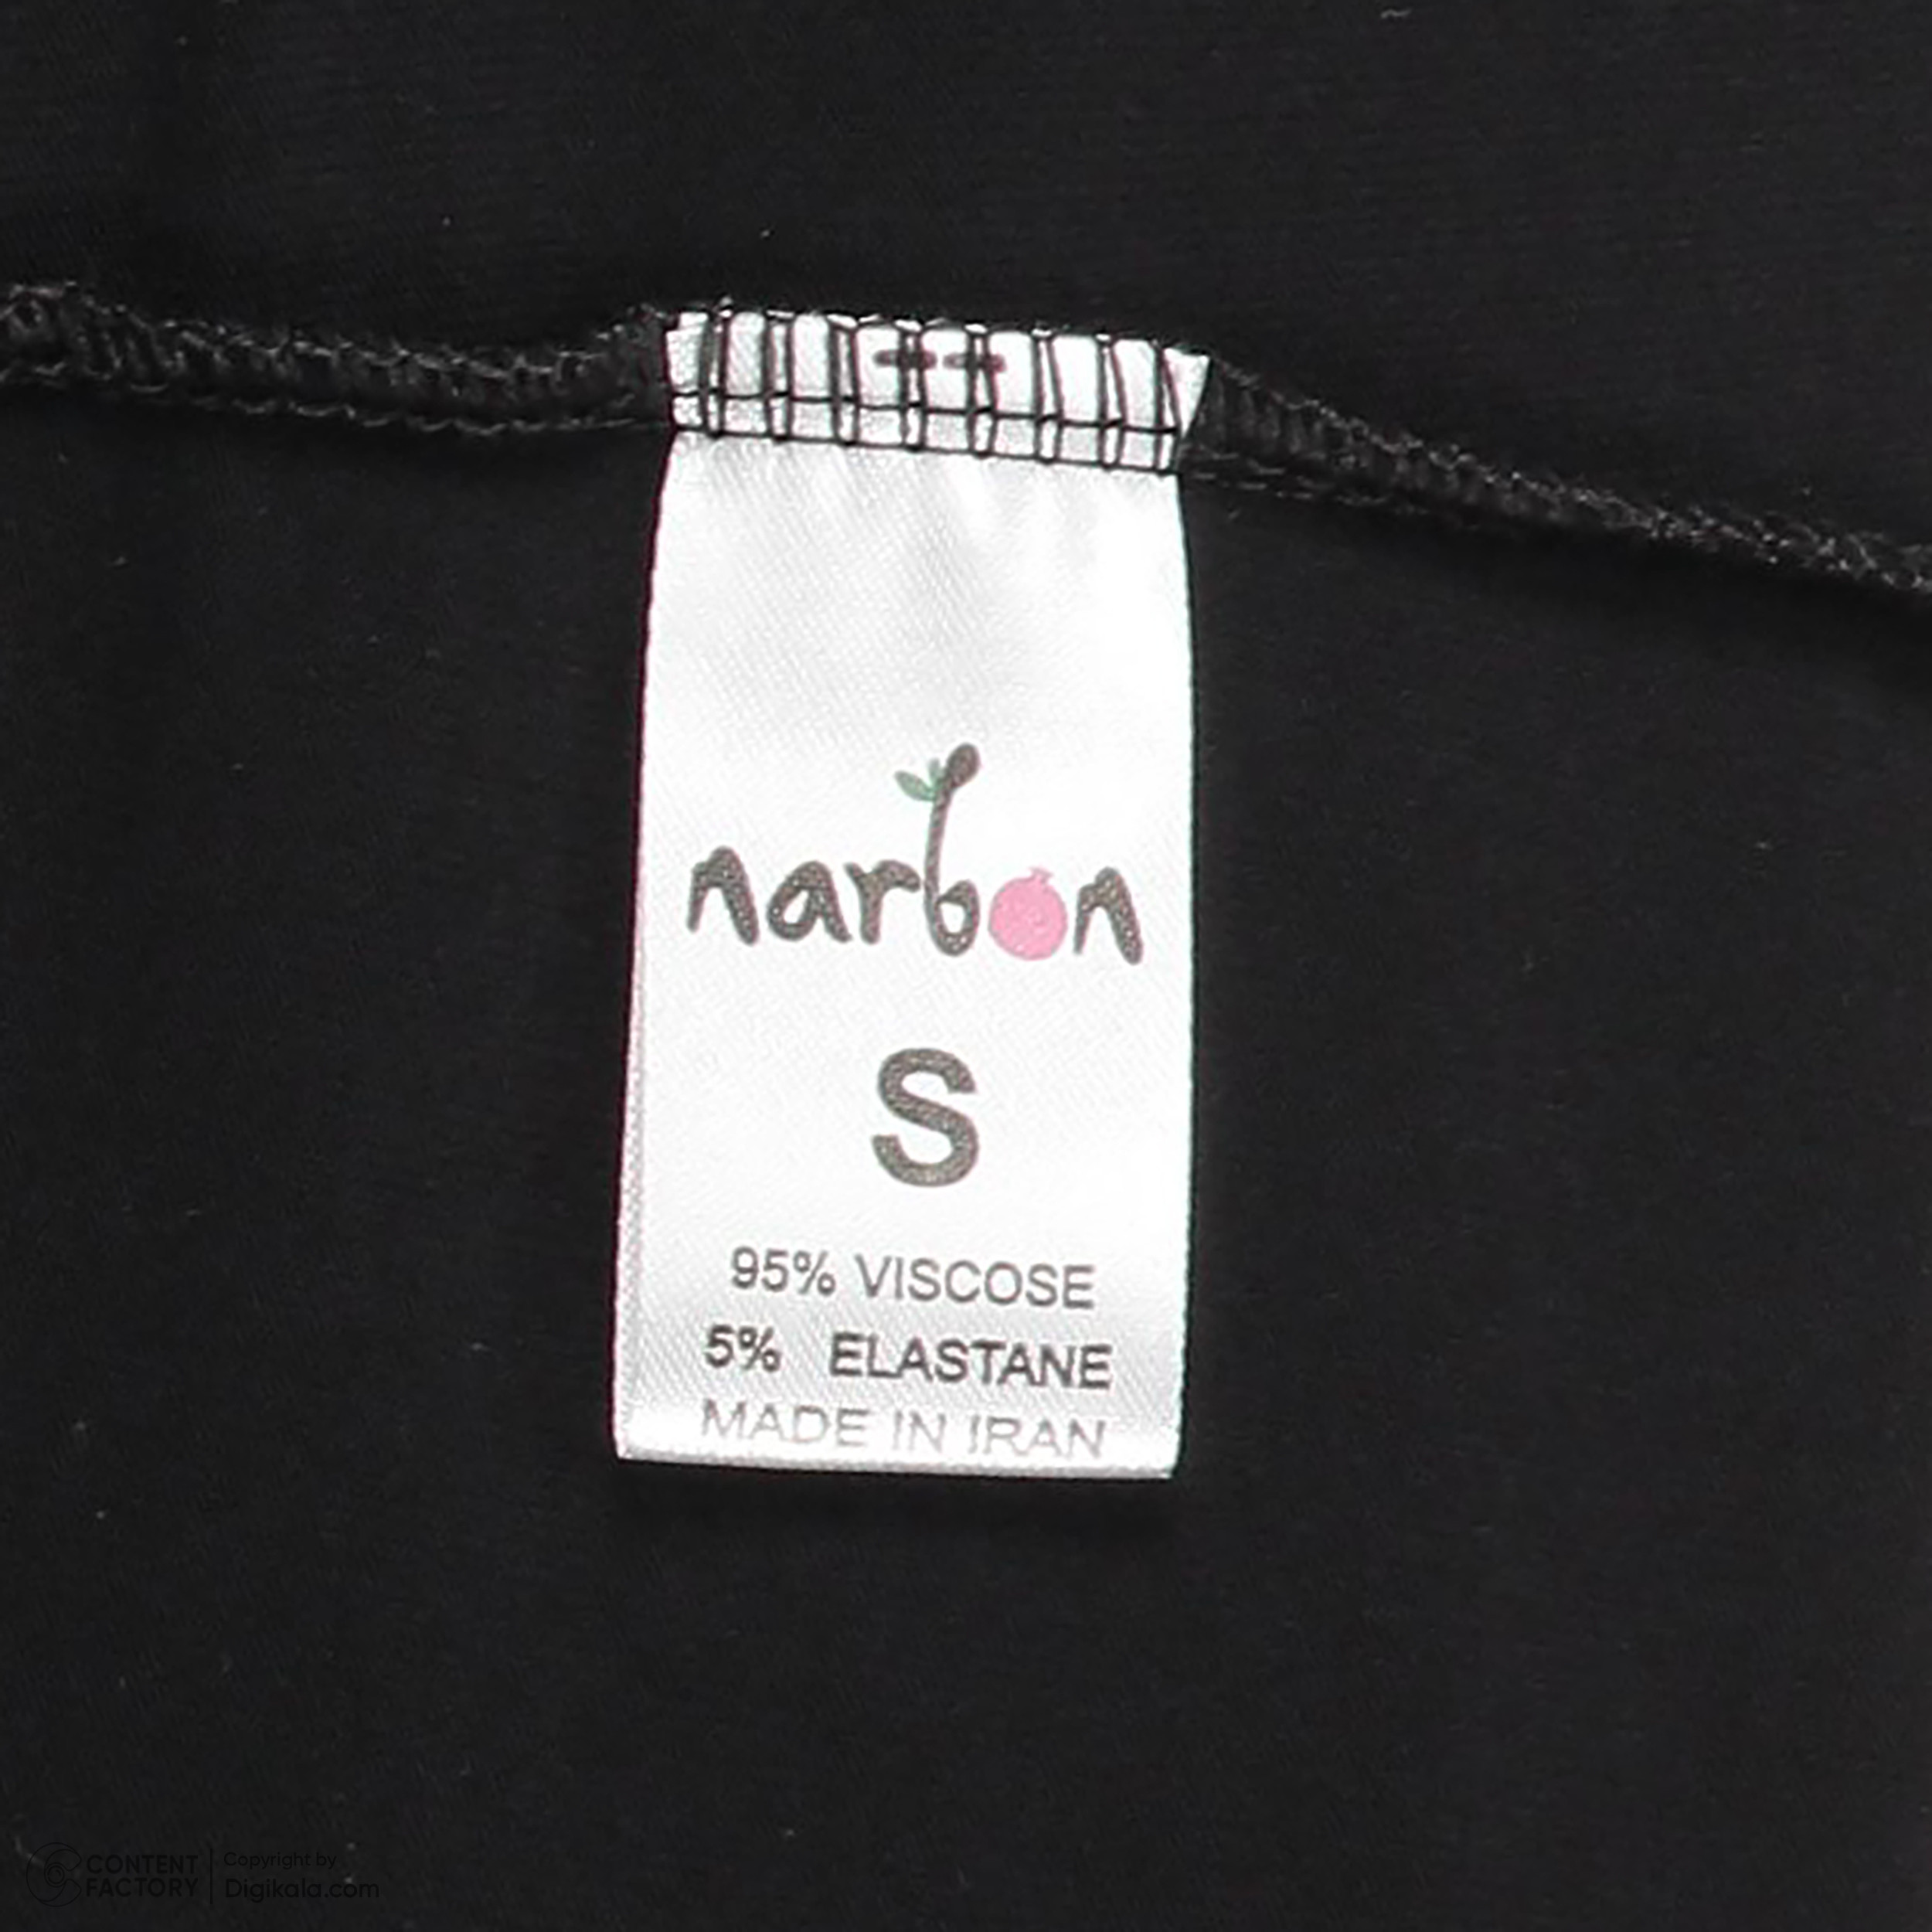 narbon
S
95% VISCOSE
5% ELASTANE
MADE IN IRAN
CONTENT
FACTORY
Copyright by
Digikala.com